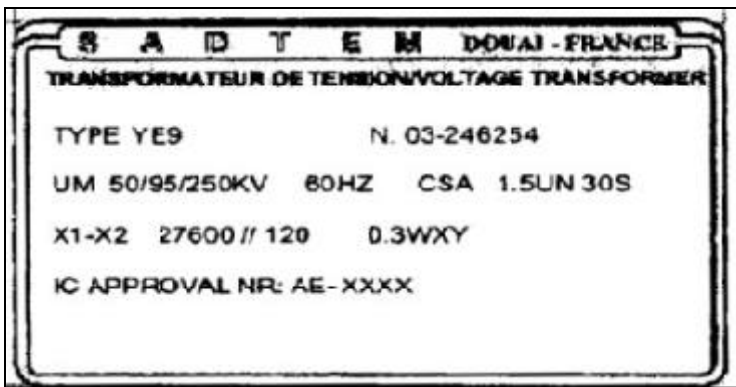 SADTEM DOUAI - FRANCE
TRANSFORMATEUR DE TENSION/VOLTAGE TRANSFORMER
TYPE YE9 N. 03-246254
UM 50/95/250KV 60HZ CSA 1.5UN 30S
X1-X2 27600 // 120 0.3WXY
IC APPROVAL NR: AE-XXXX